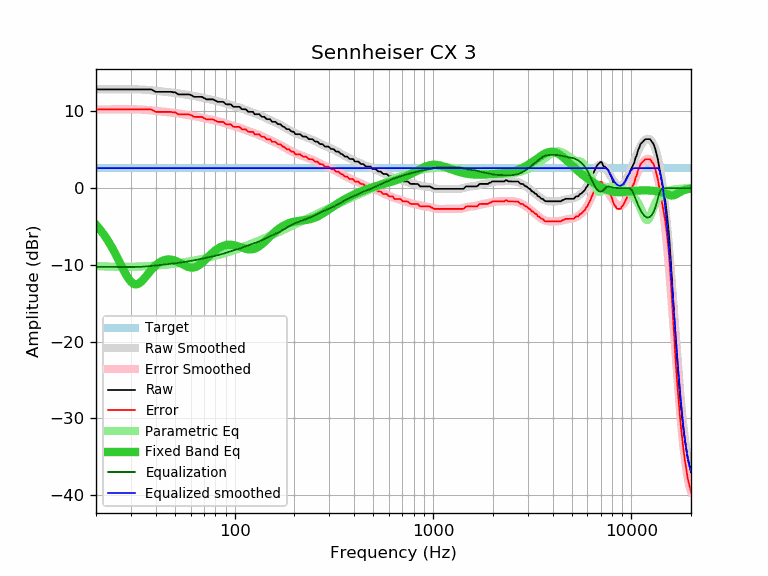 Sennheiser CX 3
Amplitude (dBr)
10
0
−10
−20
−30
−40
Target
Raw Smoothed
Error Smoothed
Raw
Error
Parametric Eq
Fixed Band Eq
Equalization
Equalized smoothed
100
1000
10000
Frequency (Hz)